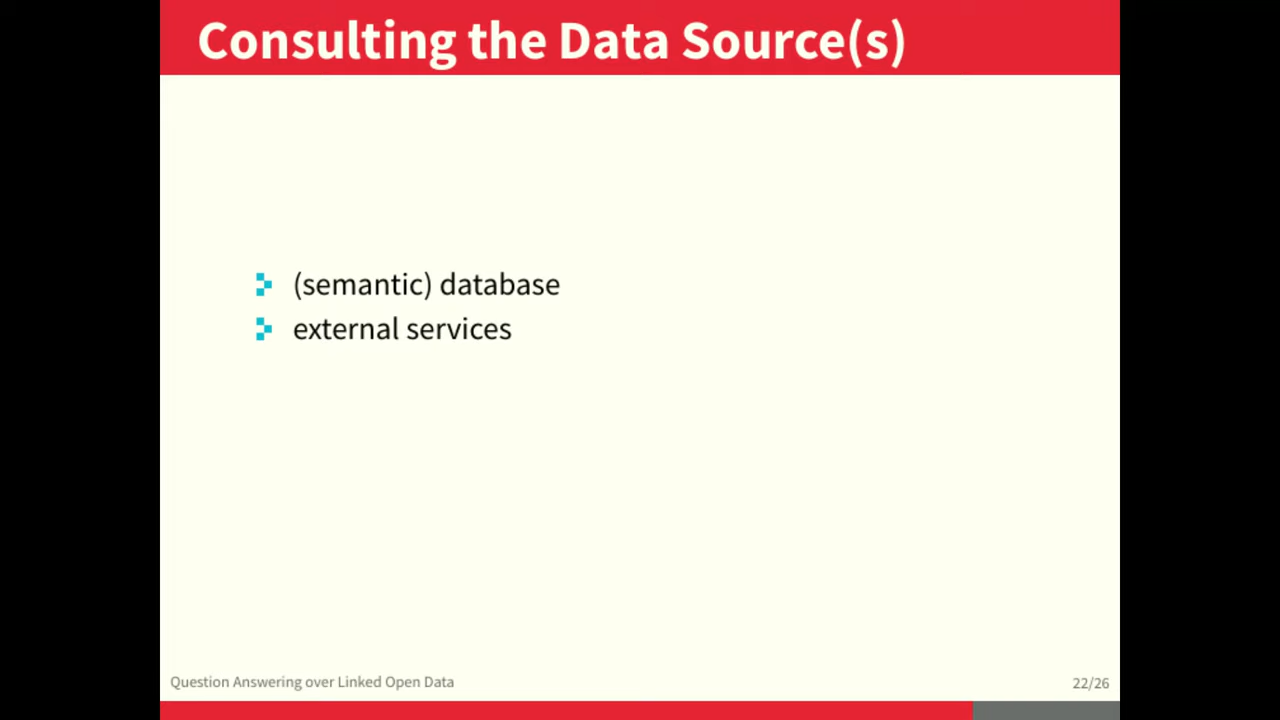 Consulting the Data Source(s)
(semantic) database
external services
Question Answering over Linked Open Data
22/26